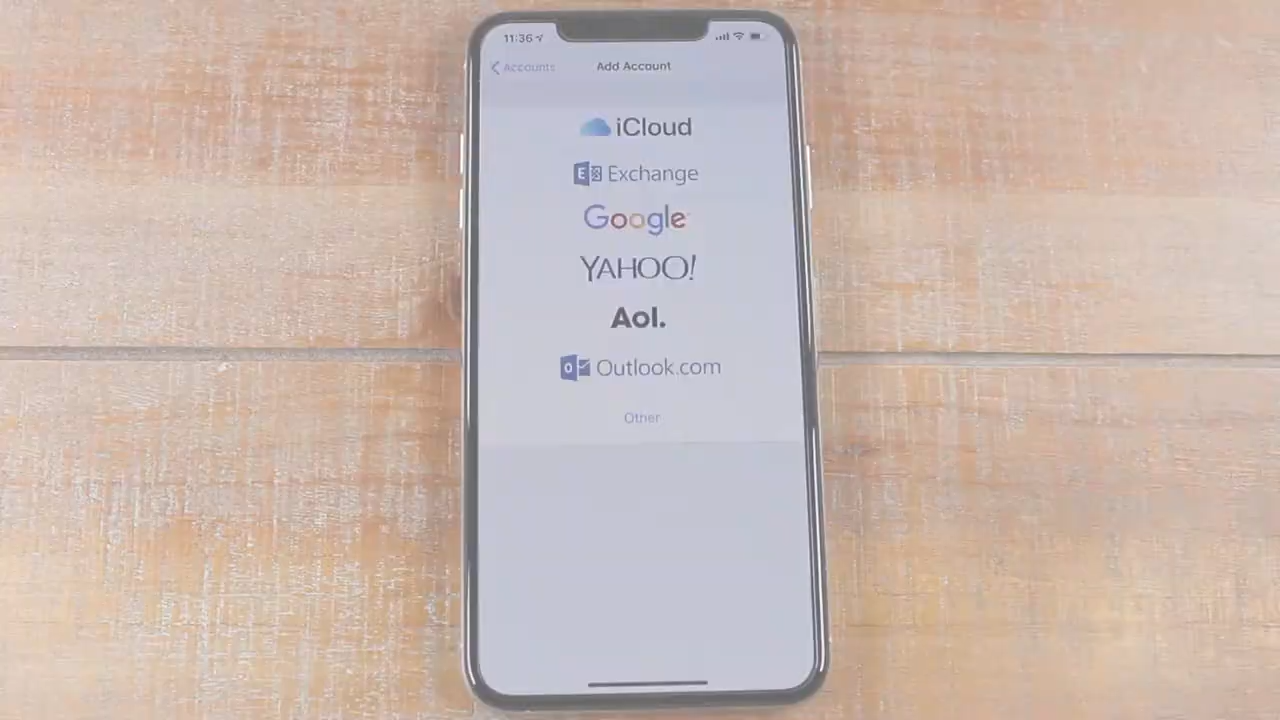 11:36
Accounts
Add Account
iCloud
E Exchange
Google
YAHOO!
Aol.
O Outlook.com
Other